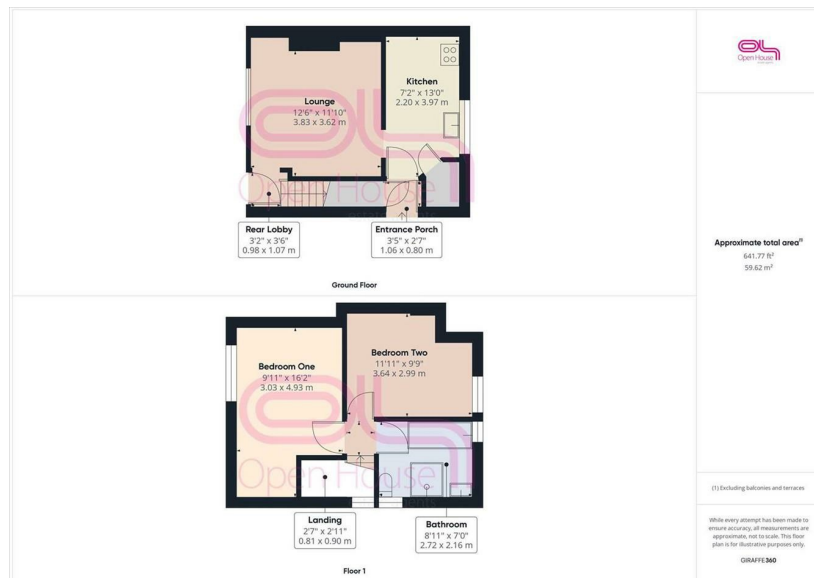 Kitchen
7'2" x 13'0"
2.20 x 3.97 m
Lounge
12'6" x 11'10"
3.83 x 3.62 m
Open House
Rear Lobby
3'2" x 3'6"
0.98 x 1.07 m
Entrance Porch
3'5" x 2'7"
1.06 x 0.80 m
Ground Floor
Bedroom One
9'11" x 16'2"
3.03 x 4.93 m
Bedroom Two
11'11" x 9'9"
3.64 x 2.99 m
Open House
Landing
2'7" x 2'11"
0.81 x 0.90 m
Bathroom
8'11" x 7'0"
2.72 x 2.16 m
Floor 1
Open House
Approximate total area⁽¹⁾
641.77 ft²
59.62 m²
(1) Excluding balconies and terraces
While every attempt has been made to
ensure accuracy, all measurements are
approximate, not to scale. This floor
plan is for illustrative purposes only.
GIRAFFE360